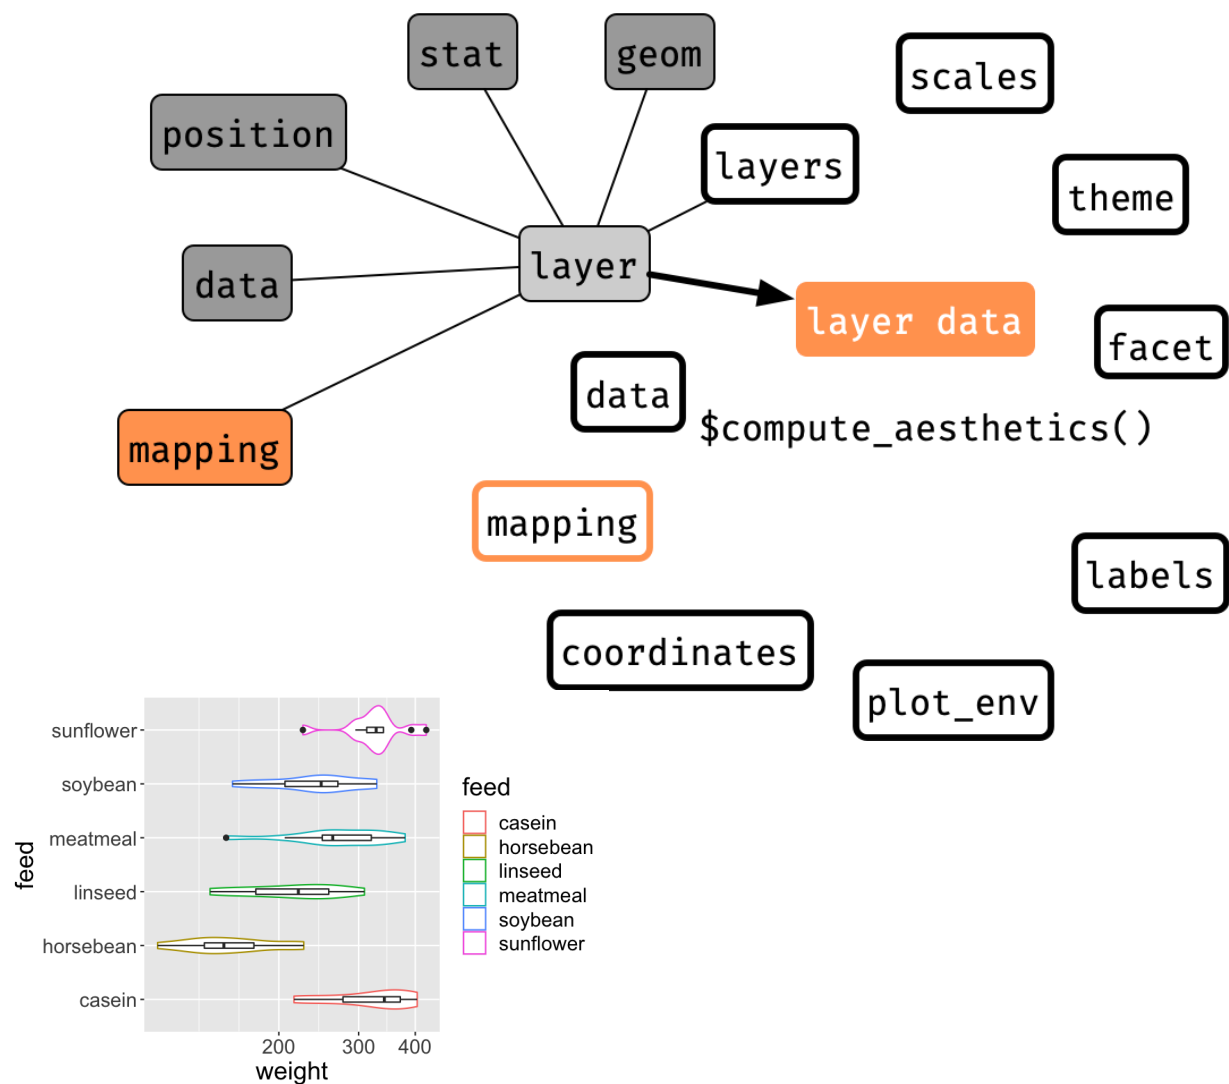 stat
geom
scales
position
layers
theme
layer
data
layer data
facet
data
$compute_aesthetics()
mapping
mapping
labels
coordinates
plot_env
sunflower
soybean
meatmeal
linseed
horsebean
casein
feed
200 300 400
weight
feed
casein
horsebean
linseed
meatmeal
soybean
sunflower